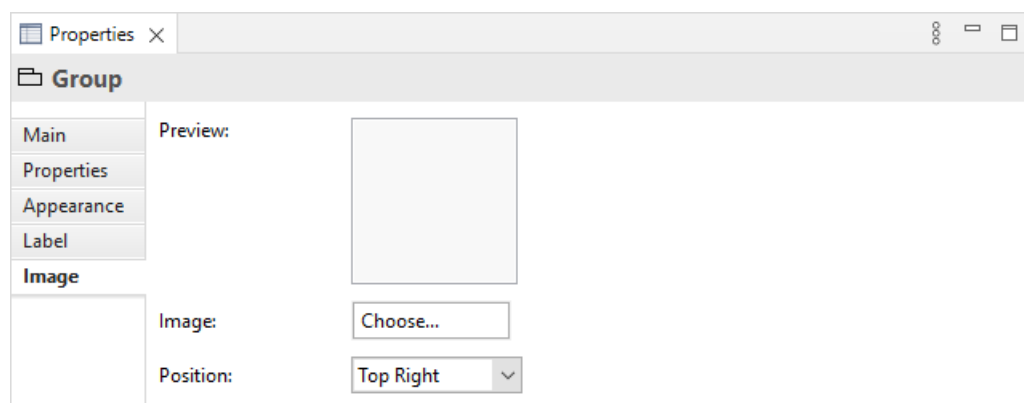 Properties
Group
Main
Properties
Appearance
Label
Image
Preview:
Image:
Choose...
Position:
Top Right